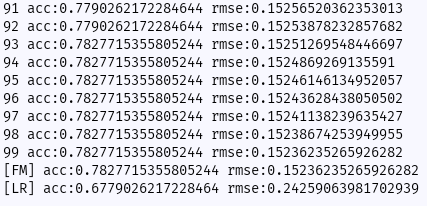 91 acc:0.7790262172284644 rmse:0.15256520362353013
92 acc:0.7790262172284644 rmse:0.15253878232857682
93 acc:0.7827715355805244 rmse:0.15251269548446697
94 acc:0.7827715355805244 rmse:0.1524869269135591
95 acc:0.7827715355805244 rmse:0.15246146134952057
96 acc:0.7827715355805244 rmse:0.15243628438050502
97 acc:0.7827715355805244 rmse:0.15241138239635427
98 acc:0.7827715355805244 rmse:0.15238674253949955
99 acc:0.7827715355805244 rmse:0.15236235265926282
[FM] acc:0.7827715355805244 rmse:0.15236235265926282
[LR] acc:0.6779026217228464 rmse:0.24259063981702939